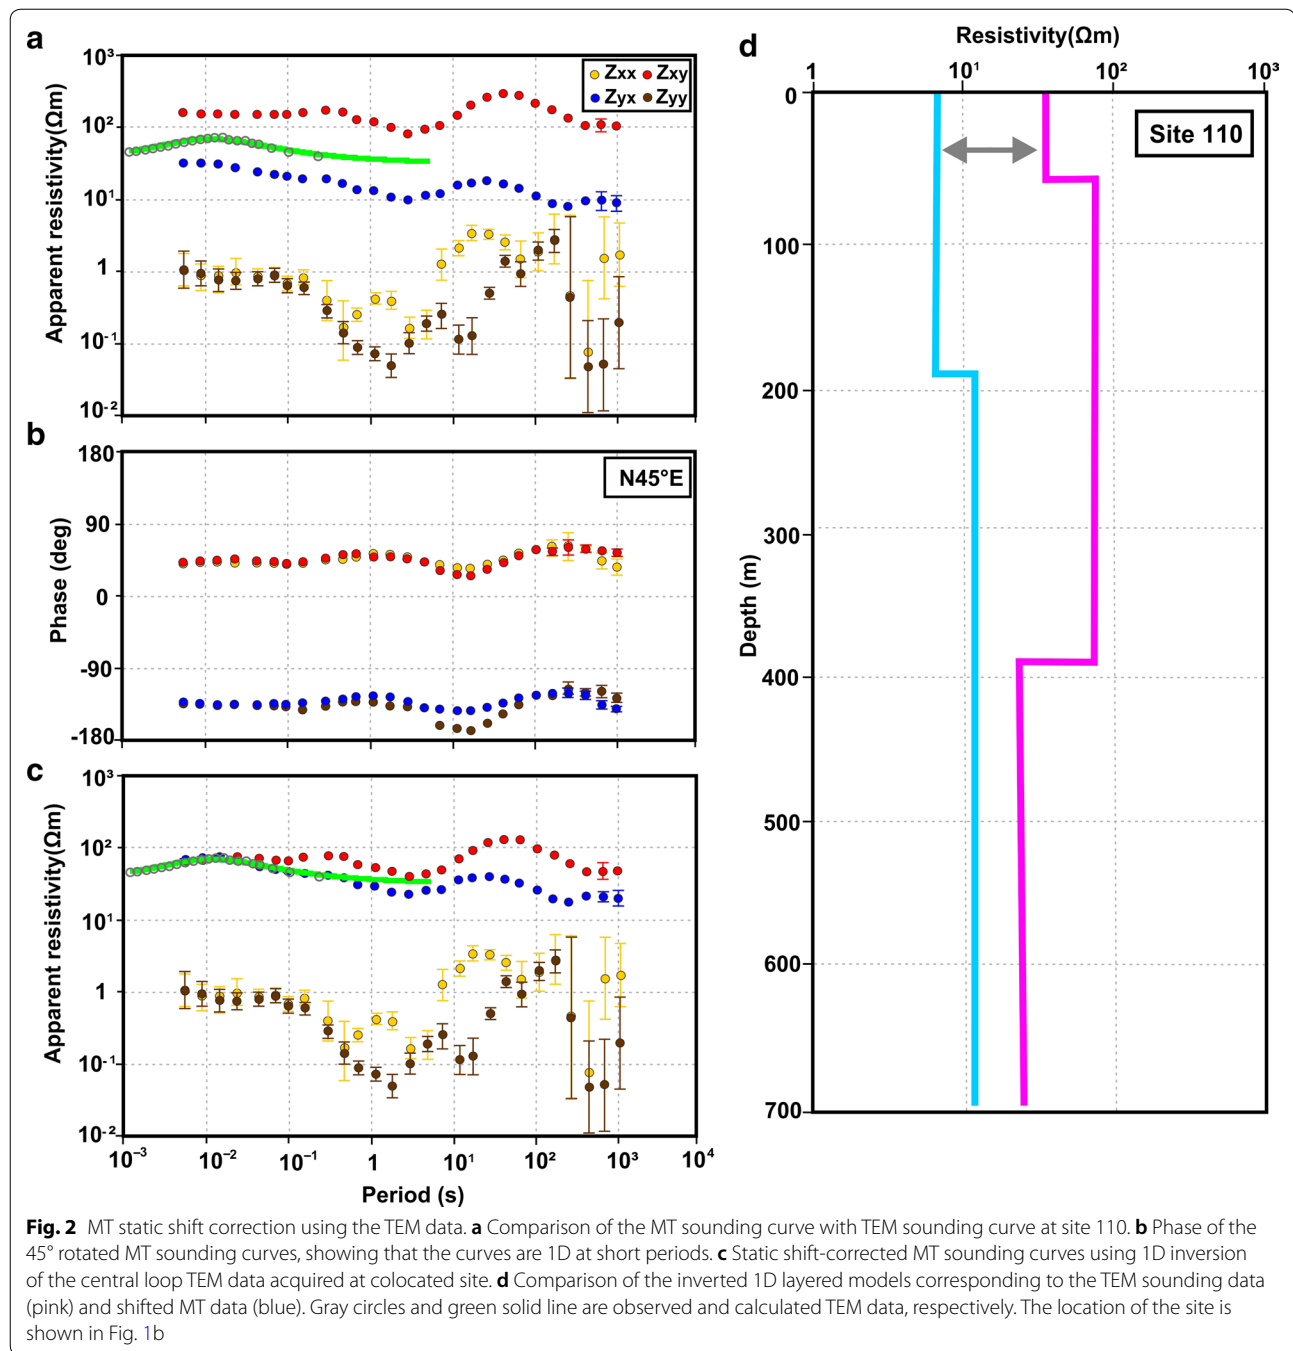 a
10³
10²
10¹
1
10⁻¹
10⁻²
Apparent resistivity(Ωm)
Zxx Zxy
Zyx Zyy
b
180
90
0
-90
-180
Phase (deg)
N45°E
c
10³
10²
10¹
1
10⁻¹
10⁻²
Apparent resistivity(Ωm)
10⁻³ 10⁻² 10⁻¹ 1 10¹ 10² 10³ 10⁴
Period (s)
d
Resistivity(Ωm)
1 10¹ 10² 10³
0
100
200
300
400
500
600
700
Depth (m)
Site 110
Fig. 2 MT static shift correction using the TEM data. a Comparison of the MT sounding curve with TEM sounding curve at site 110. b Phase of the
45° rotated MT sounding curves, showing that the curves are 1D at short periods. c Static shift-corrected MT sounding curves using 1D inversion
of the central loop TEM data acquired at colocated site. d Comparison of the inverted 1D layered models corresponding to the TEM sounding data
(pink) and shifted MT data (blue). Gray circles and green solid line are observed and calculated TEM data, respectively. The location of the site is
shown in Fig. 1b